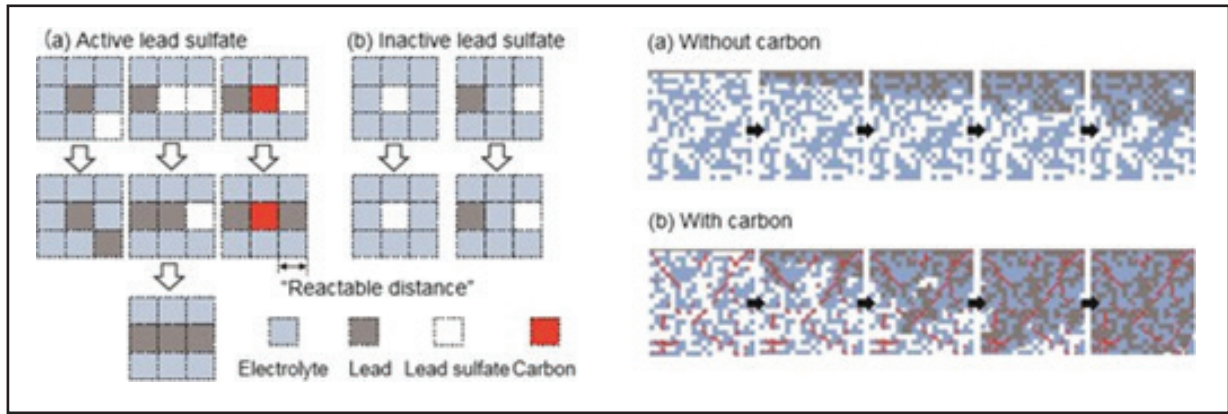 (a) Active lead sulfate
(b) Inactive lead sulfate
"Reactable distance"
Electrolyte Lead Lead sulfate Carbon
(a) Without carbon
(b) With carbon